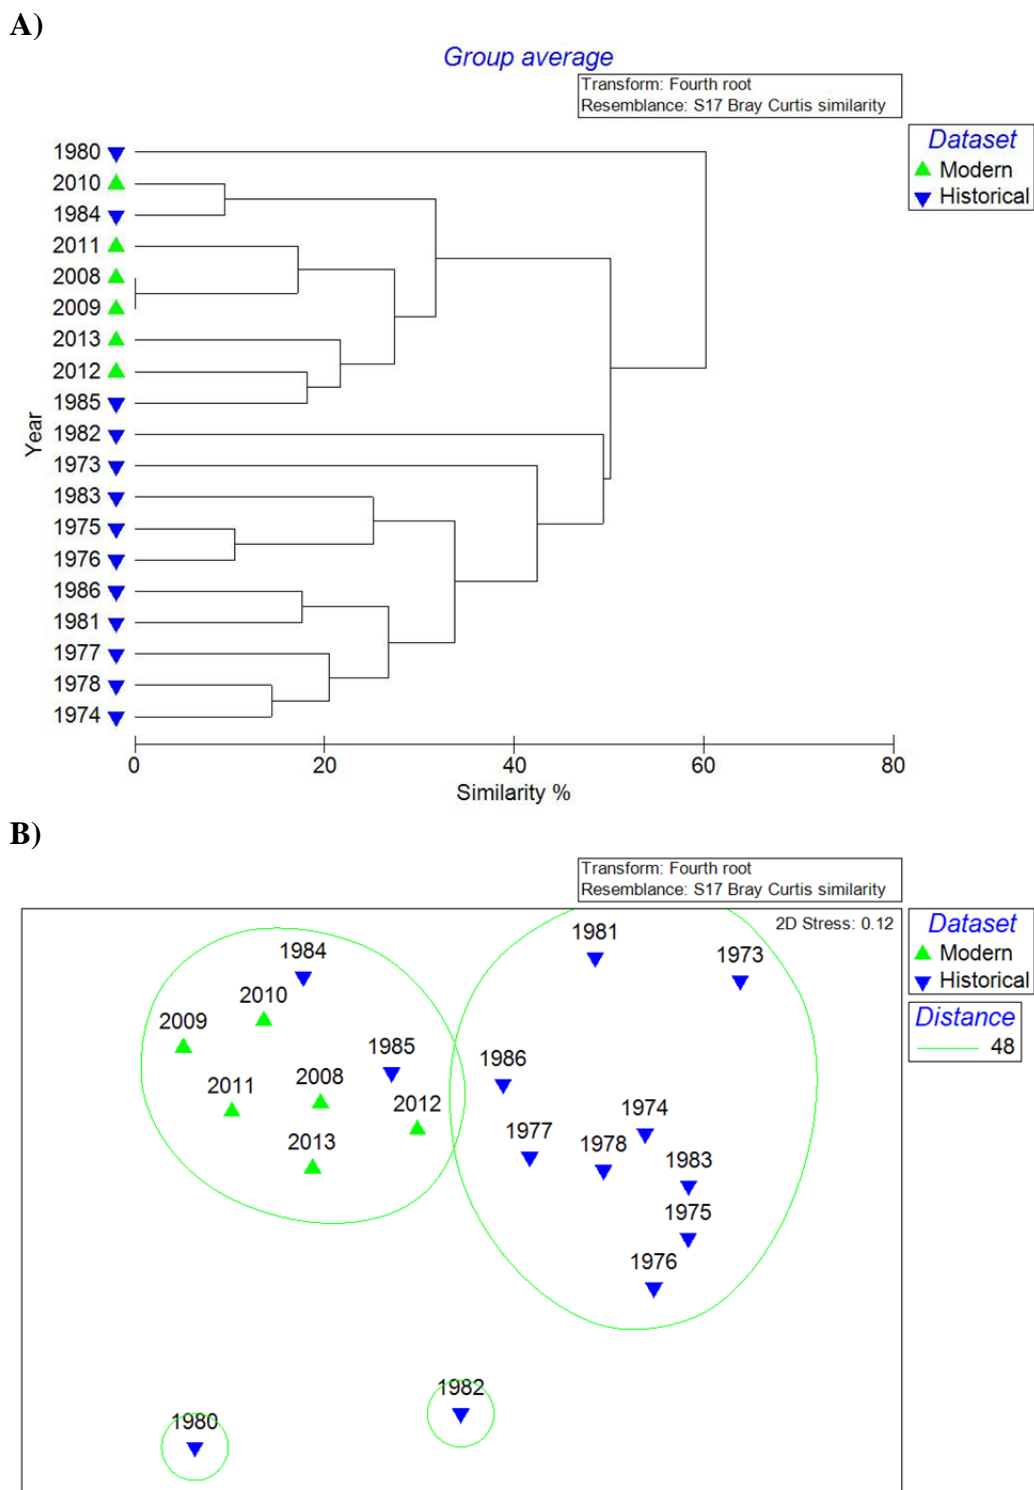 A)
Group average
Transform: Fourth root
Resemblance: S17 Bray Curtis similarity
Dataset
Modern
Historical
1980
2010
1984
2011
2008
2009
2013
2012
1985
1982
1973
1983
1975
1976
1986
1981
1977
1978
1974
Year
0 20 40 60 80
Similarity %
B)
Transform: Fourth root
Resemblance: S17 Bray Curtis similarity
2D Stress: 0.12
Dataset
Modern
Historical
Distance
48
1981
1984
1973
2010
2009
1985
1986
2008
2011
2012
1974
1977
2013
1978
1983
1975
1976
1982
1980